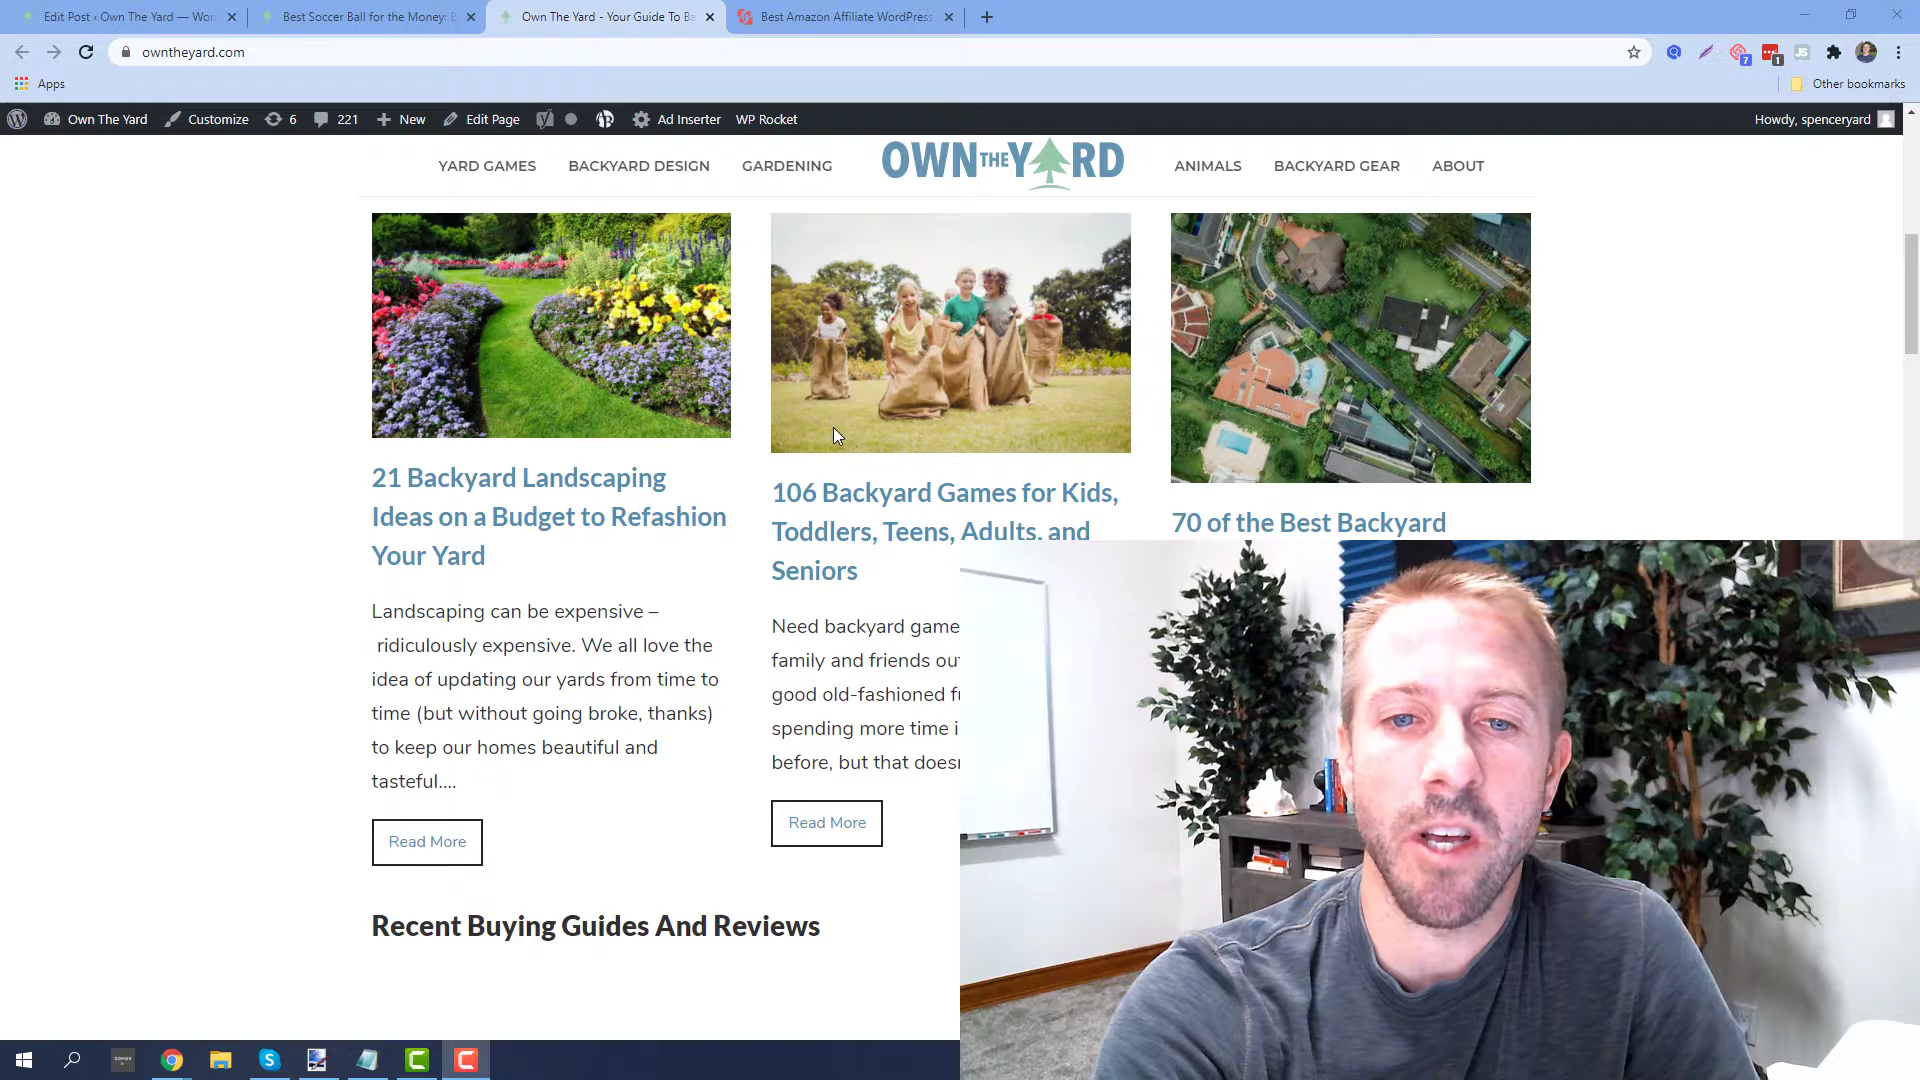 Edit Post ‹ Own The Yard — Wor
Best Soccer Ball for the Money:
Own The Yard - Your Guide To Ba
Best Amazon Affiliate WordPress
owntheyard.com
7
1
JS
Apps
Other bookmarks
Own The Yard
Customize
6
221
New
Edit Page
Ad Inserter
WP Rocket
Howdy, spenceryard
YARD GAMES
BACKYARD DESIGN
GARDENING
OWN THE YARD
ANIMALS
BACKYARD GEAR
ABOUT
21 Backyard Landscaping
Ideas on a Budget to Refashion
Your Yard
Landscaping can be expensive –
ridiculously expensive. We all love the
idea of updating our yards from time to
time (but without going broke, thanks)
to keep our homes beautiful and
tasteful....
Read More
106 Backyard Games for Kids,
Toddlers, Teens, Adults, and
Seniors
Need backyard game
family and friends ou
good old-fashioned f
spending more time i
before, but that does
Read More
70 of the Best Backyard
Recent Buying Guides And Reviews